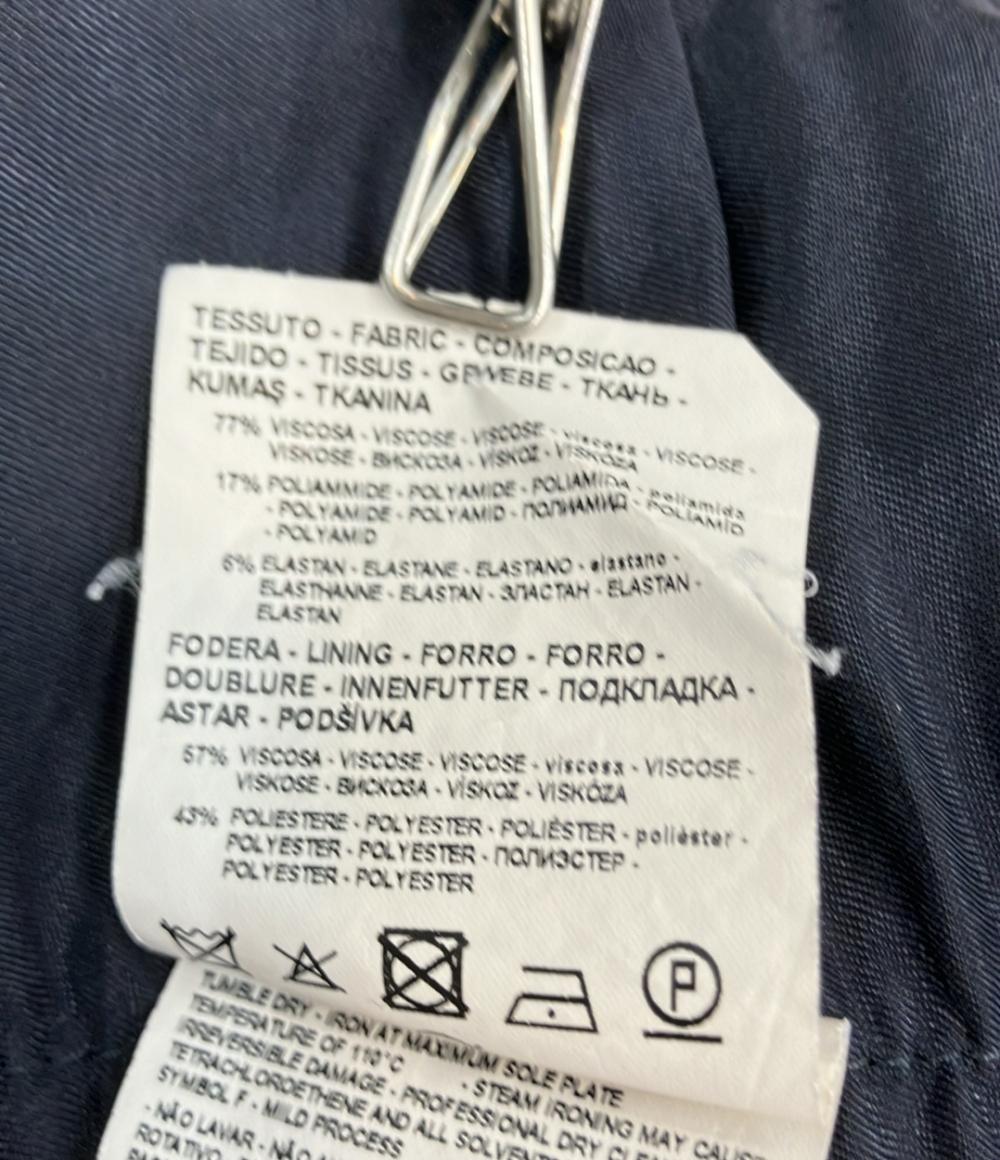 TESSUTO - FABRIC - COMPOSICAO -
TEJIDO - TISSUS - GEWEBE - ТКАНЬ -
KUMAŞ - TKANINA
77% VISCOSA - VISCOSE - VISCOSE - viscosa - VISCOSE -
VISKOSE - ВИСКОЗА - VİSKOZ - VISKÓZA
17% POLIAMMIDE - POLYAMIDE - POLIAMIDA - poliamida
- POLYAMIDE - POLYAMID - ПОЛИАМИД - POLİAMİD
- POLYAMID
6% ELASTAN - ELASTANE - ELASTANO - elastano -
ELASTHANNE - ELASTAN - ЭЛАСТАН - ELASTAN -
ELASTAN
FODERA - LINING - FORRO - FORRO -
DOUBLURE - INNENFUTTER - ПОДКЛАДКА -
ASTAR - PODŠÍVKA
57% VISCOSA - VISCOSE - VISCOSE - viscosa - VISCOSE -
VISKOSE - ВИСКОЗА - VİSKOZ - VISKÓZA
43% POLIESTERE - POLYESTER - POLIÉSTER - poliéster -
POLYESTER - POLYESTER - ПОЛИЭСТЕР -
POLYESTER - POLYESTER
P
TUMBLE DRY - IRON AT MAXIMUM SOLE PLATE
TEMPERATURE OF 110°C - STEAM IRONING MAY CAUSE
IRREVERSIBLE DAMAGE - PROFESSIONAL DRY
TETRACHLOROETHENE AND ALL SOLVENTS
SYMBOL F - MILD PROCESS
- NÃO LAVAR - NÃO
ROTATIVO